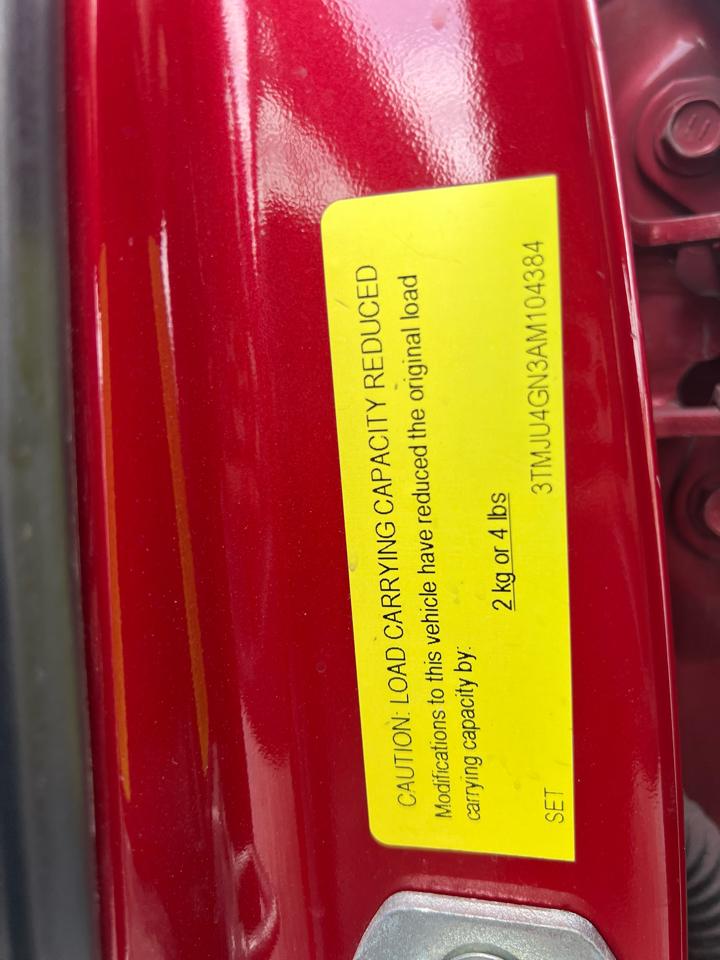 CAUTION: LOAD CARRYING CAPACITY REDUCED
Modifications to this vehicle have reduced the original load
carrying capacity by:
2 kg or 4 lbs
SET 3TMJU4GN3AM104384